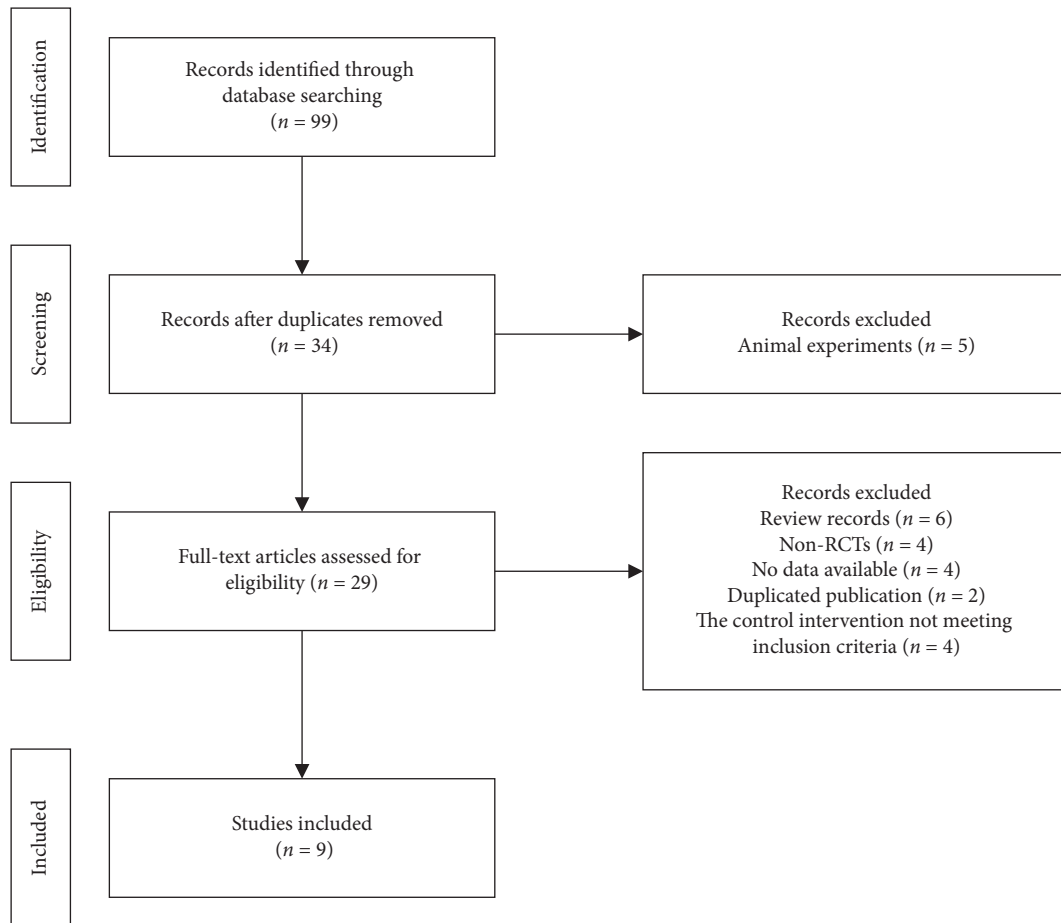 Identification
Records identified through
database searching
(n = 99)
Screening
Records after duplicates removed
(n = 34)
Records excluded
Animal experiments (n = 5)
Eligibility
Full-text articles assessed for
eligibility (n = 29)
Records excluded
Review records (n = 6)
Non-RCTs (n = 4)
No data available (n = 4)
Duplicated publication (n = 2)
The control intervention not meeting
inclusion criteria (n = 4)
Included
Studies included
(n = 9)